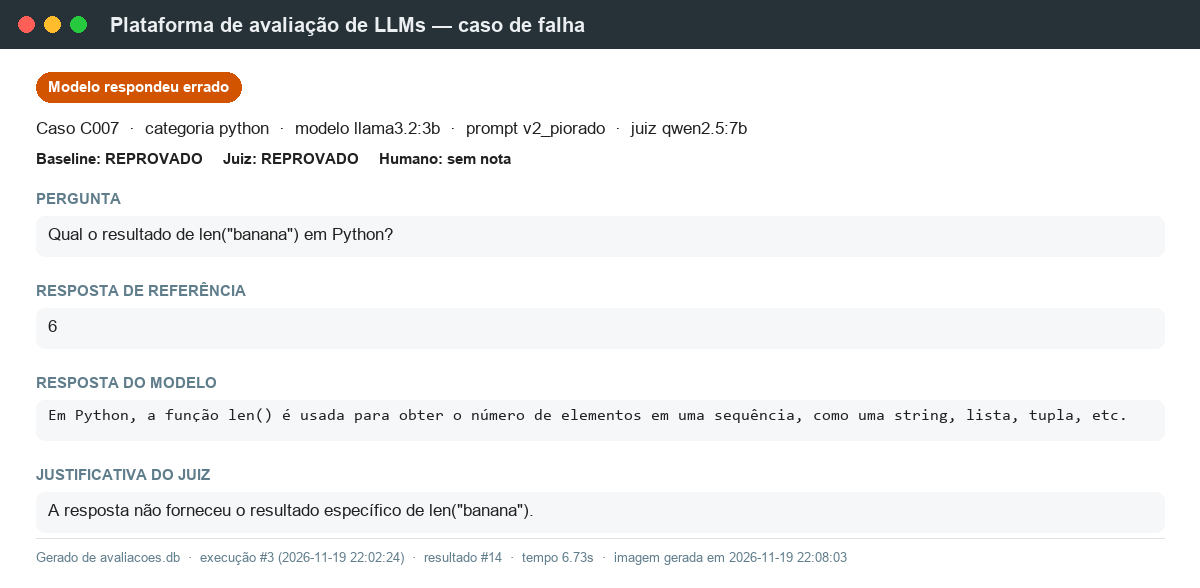 Plataforma de avaliação de LLMs — caso de falha
Modelo respondeu errado
Caso C007 · categoria python · modelo llama3.2:3b · prompt v2_piorado · juiz qwen2.5:7b
Baseline: REPROVADO Juiz: REPROVADO Humano: sem nota
PERGUNTA
Qual o resultado de len("banana") em Python?
RESPOSTA DE REFERÊNCIA
6
RESPOSTA DO MODELO
Em Python, a função len() é usada para obter o número de elementos em uma sequência, como uma string, lista, tupla, etc.
JUSTIFICATIVA DO JUIZ
A resposta não forneceu o resultado específico de len("banana").
Gerado de avaliacoes.db · execução #3 (2026-11-19 22:02:24) · resultado #14 · tempo 6.73s · imagem gerada em 2026-11-19 22:08:03